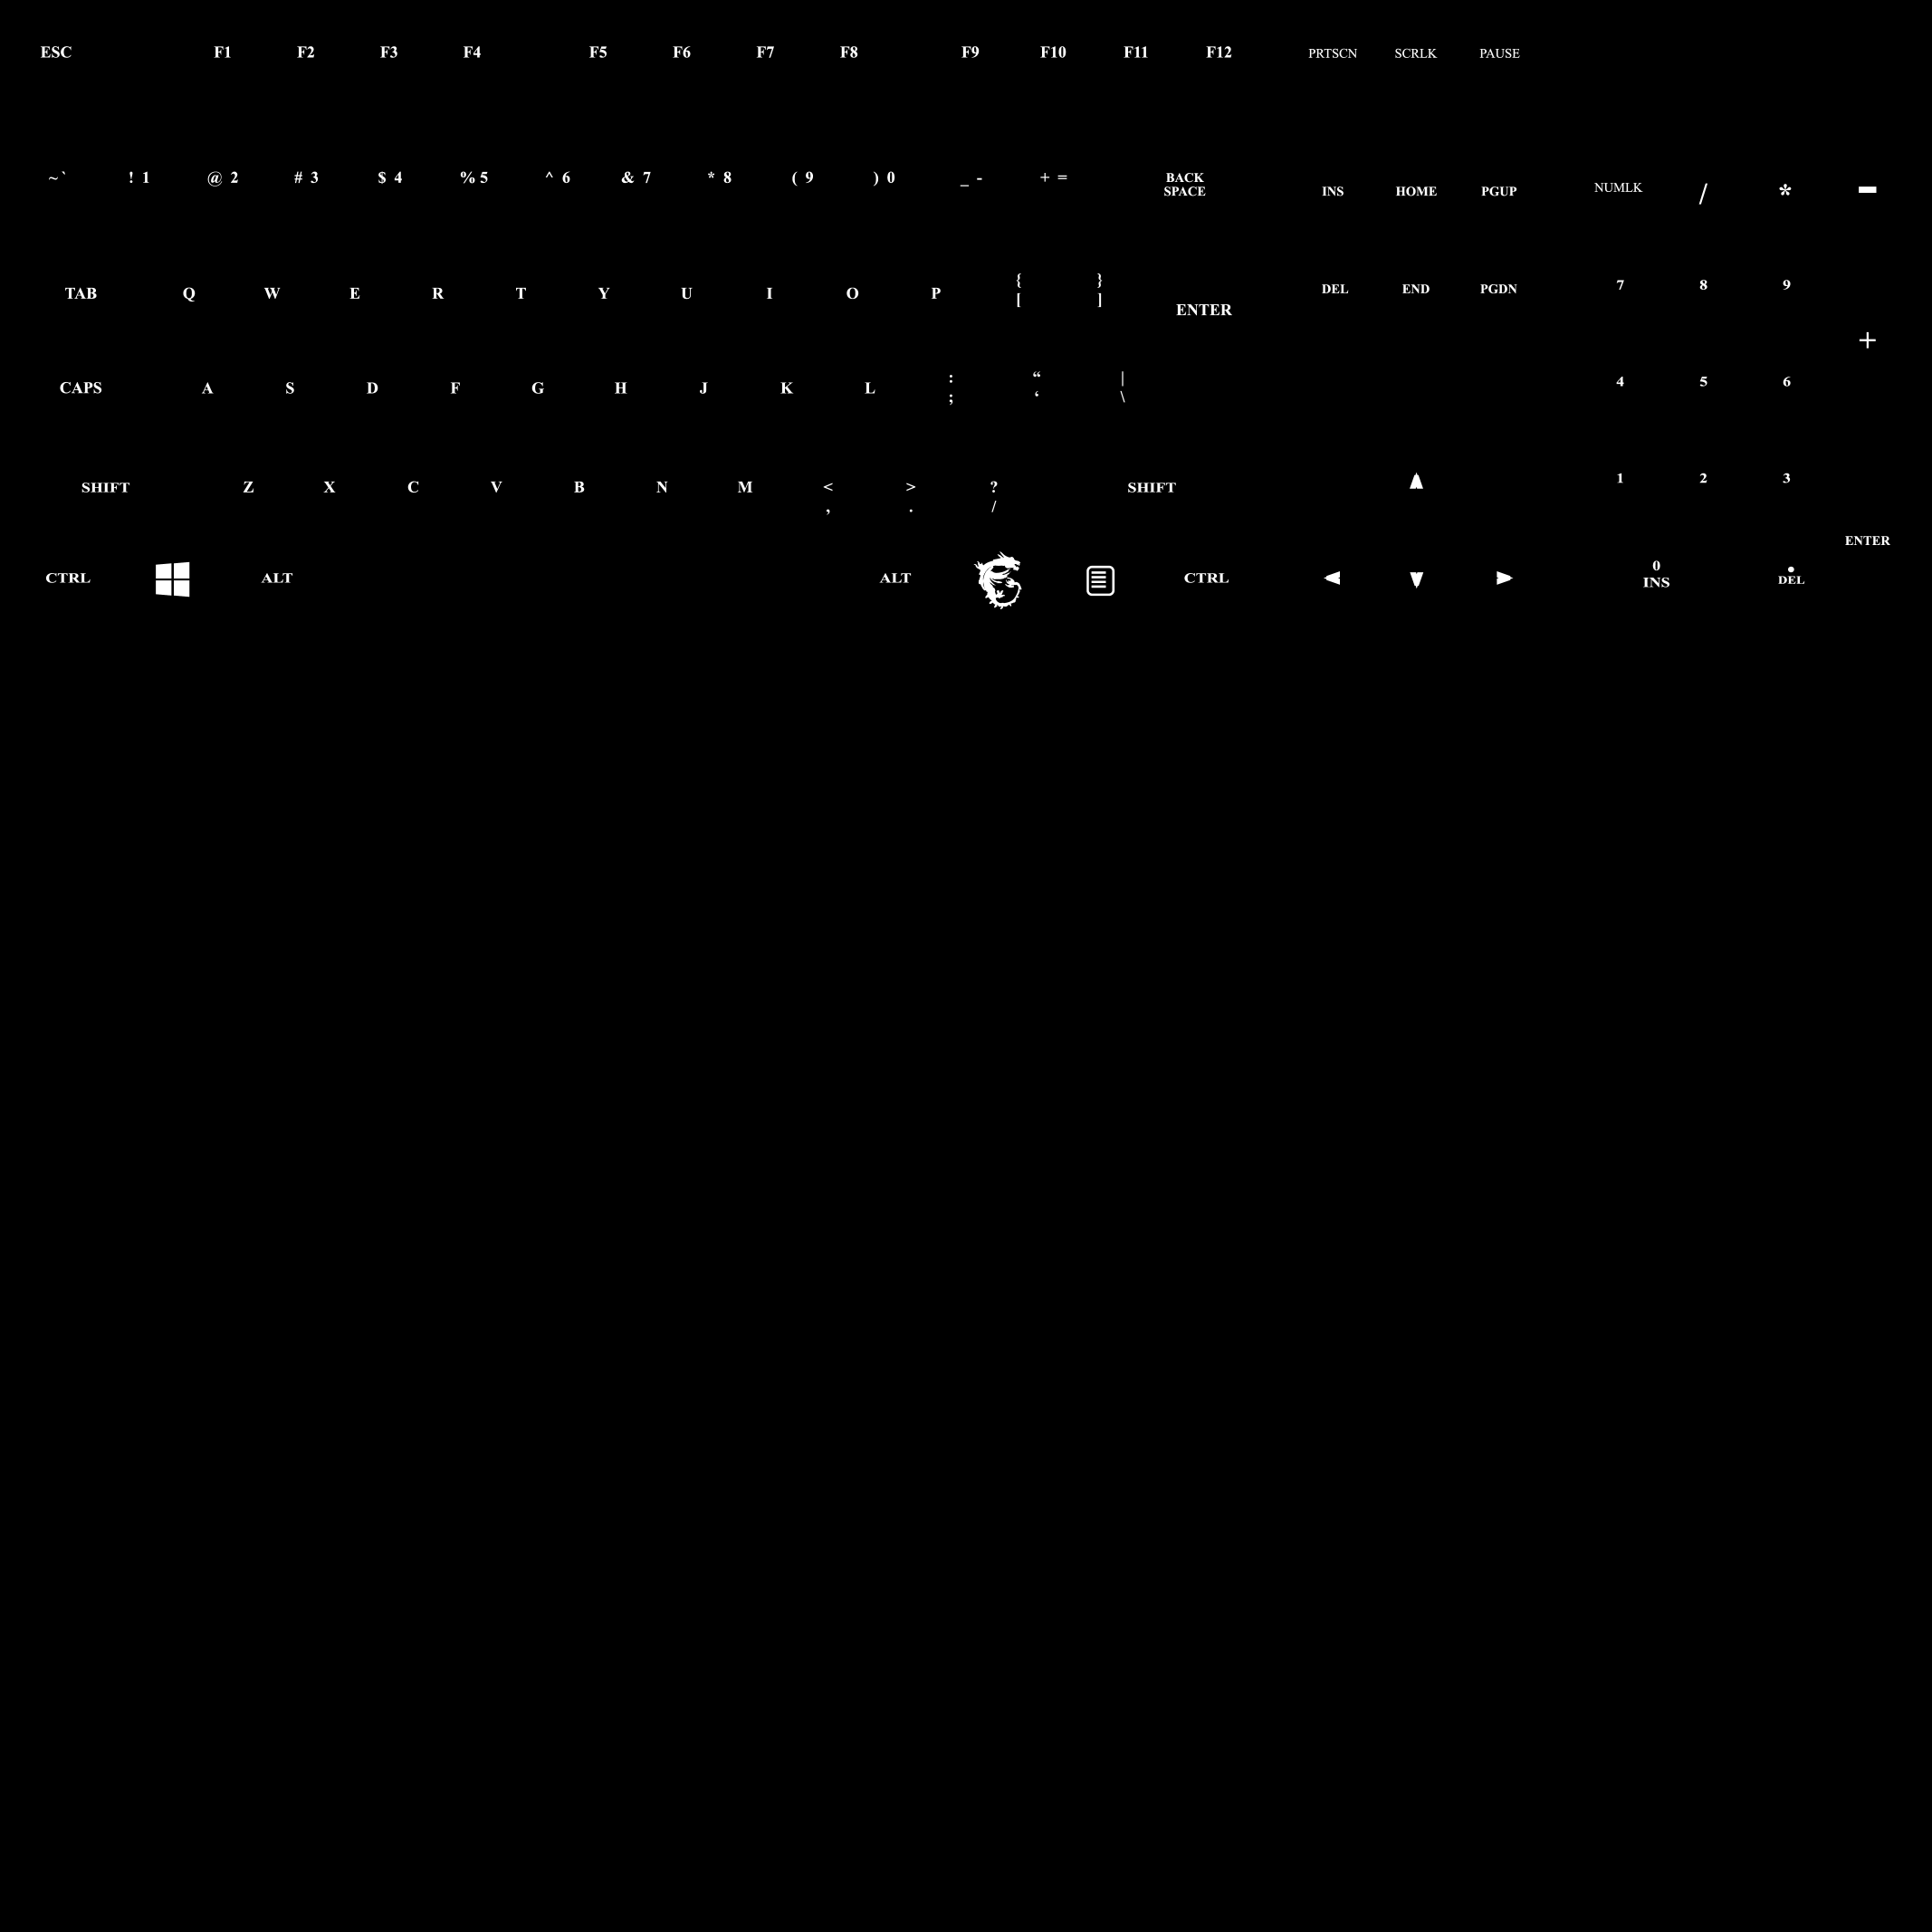 ESC F1 F2 F3 F4 F5 F6 F7 F8 F9 F10 F11 F12 PRTSCN SCRLK PAUSE
~ ` ! 1 @ 2 # 3 $ 4 % 5 ^ 6 & 7 * 8 ( 9 ) 0 _ - + = BACK
SPACE INS HOME PGUP NUMLK / * -
TAB Q W E R T Y U I O P { }
[ ] ENTER DEL END PGDN 7 8 9
+
CAPS A S D F G H J K L : “ |
; ‘ \ 4 5 6
SHIFT Z X C V B N M < > ? SHIFT 1 2 3
, . /
ENTER
CTRL ALT ALT CTRL 0 .
INS DEL